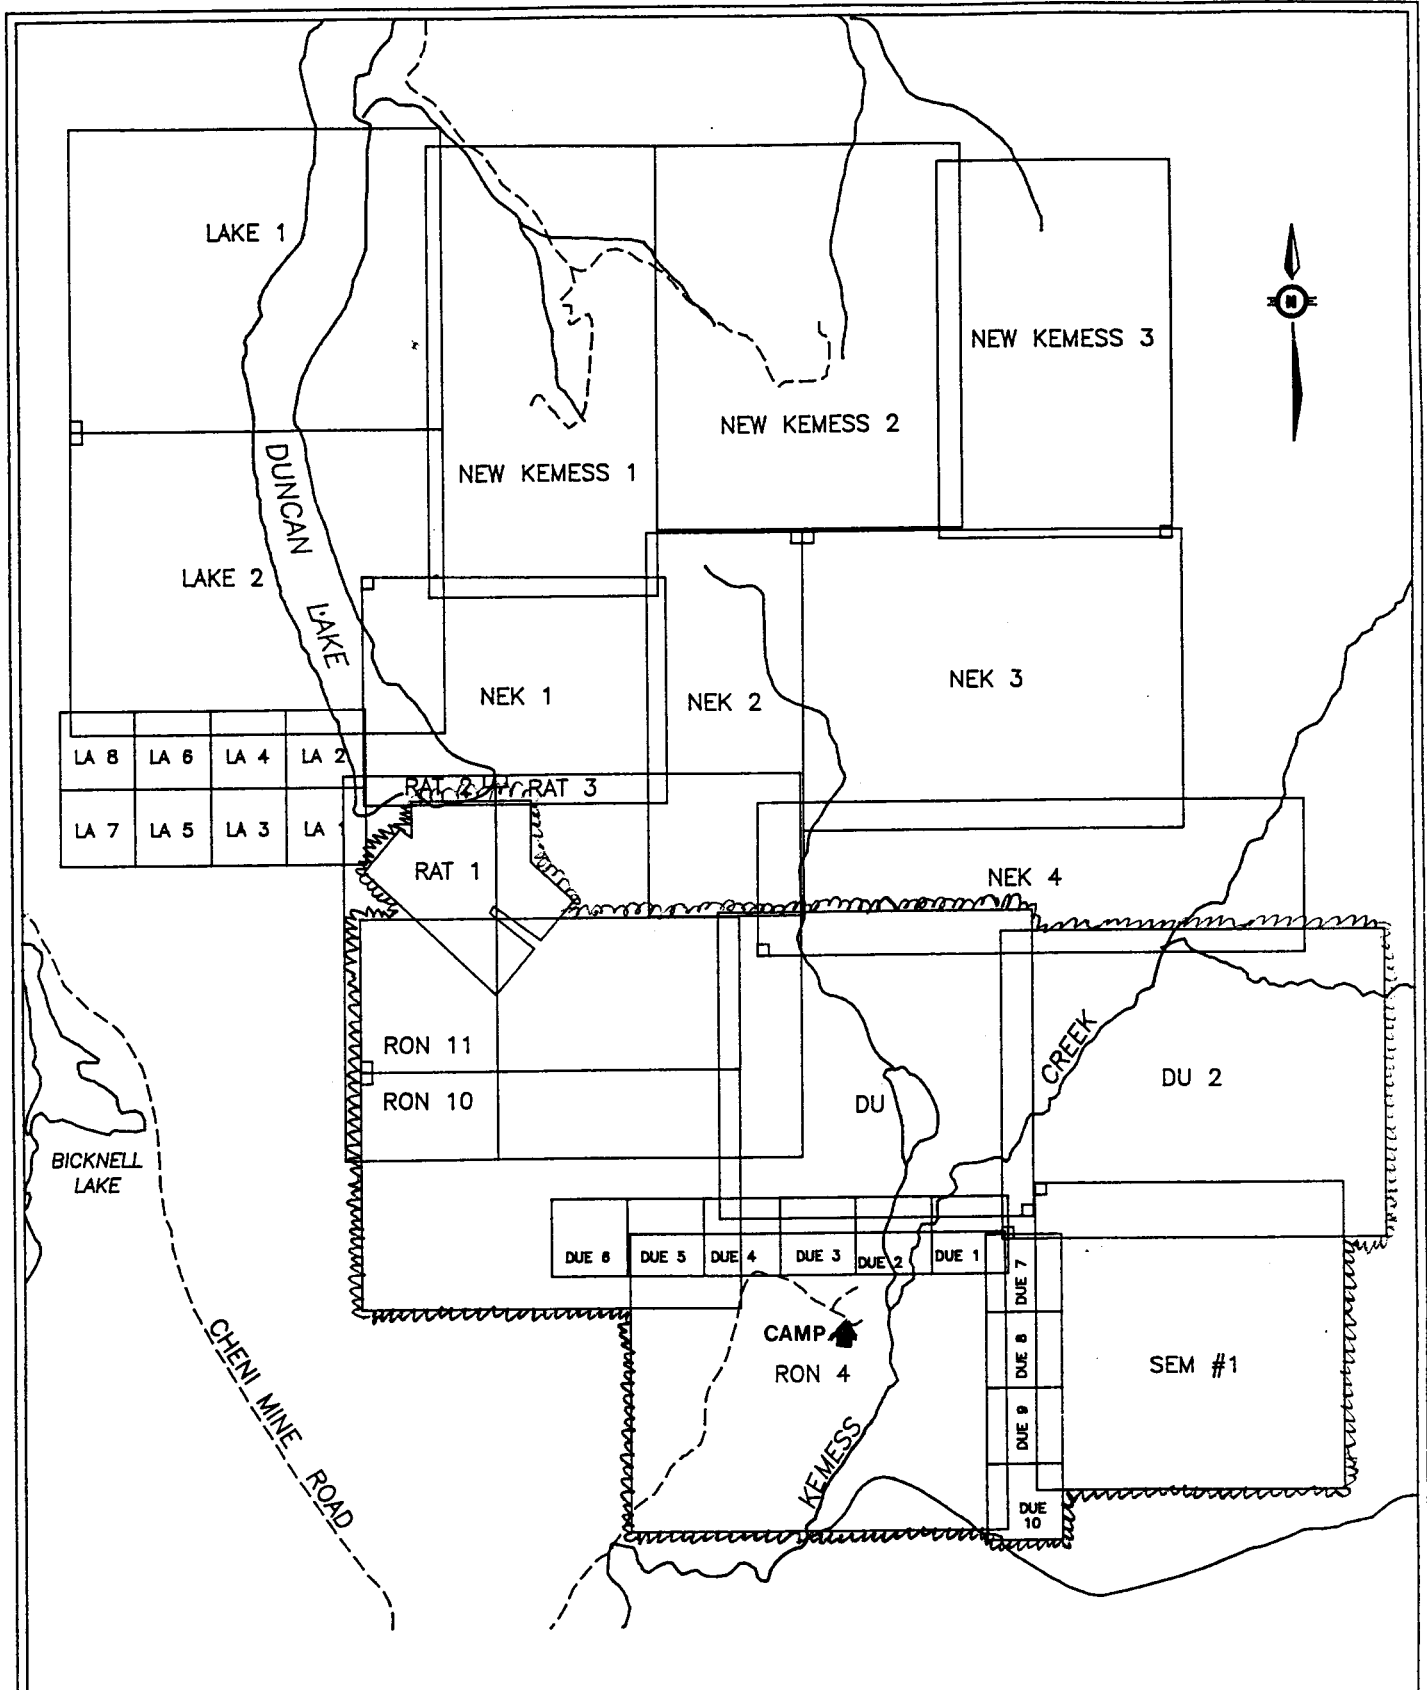 LAKE 1
N
NEW KEMESS 3
NEW KEMESS 2
NEW KEMESS 1
DUNCAN LAKE
LAKE 2
NEK 1
NEK 2
NEK 3
LA 8
LA 6
LA 4
LA 2
RAT 2
RAT 3
LA 7
LA 5
LA 3
LA 1
RAT 1
NEK 4
RON 11
RON 10
DU
CREEK
DU 2
BICKNELL
LAKE
DUE 6
DUE 5
DUE 4
DUE 3
DUE 2
DUE 1
DUE 7
DUE 8
DUE 9
DUE
10
CAMP
RON 4
SEM #1
CHENI MINE ROAD
KEMESS